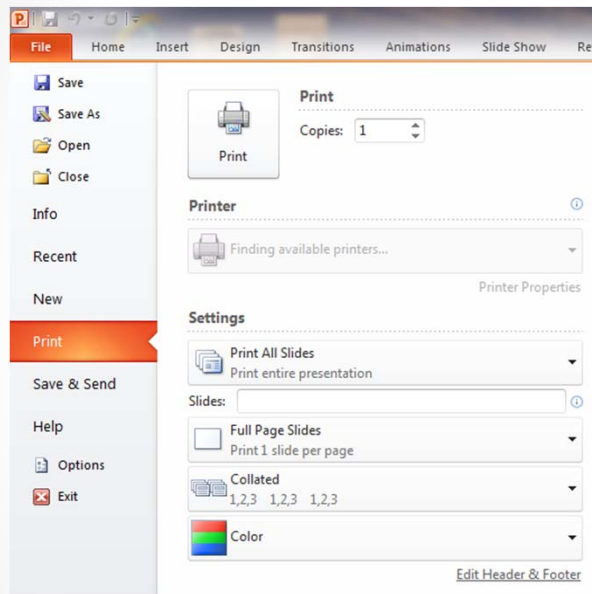 P
File Home Insert Design Transitions Animations Slide Show Re
Save
Save As
Open
Close
Info
Recent
New
Print
Save & Send
Help
Options
Exit
Print
Print
Copies: 1
Printer
Finding available printers...
Printer Properties
Settings
Print All Slides
Print entire presentation
Slides:
Full Page Slides
Print 1 slide per page
Collated
1,2,3 1,2,3 1,2,3
Color
Edit Header & Footer